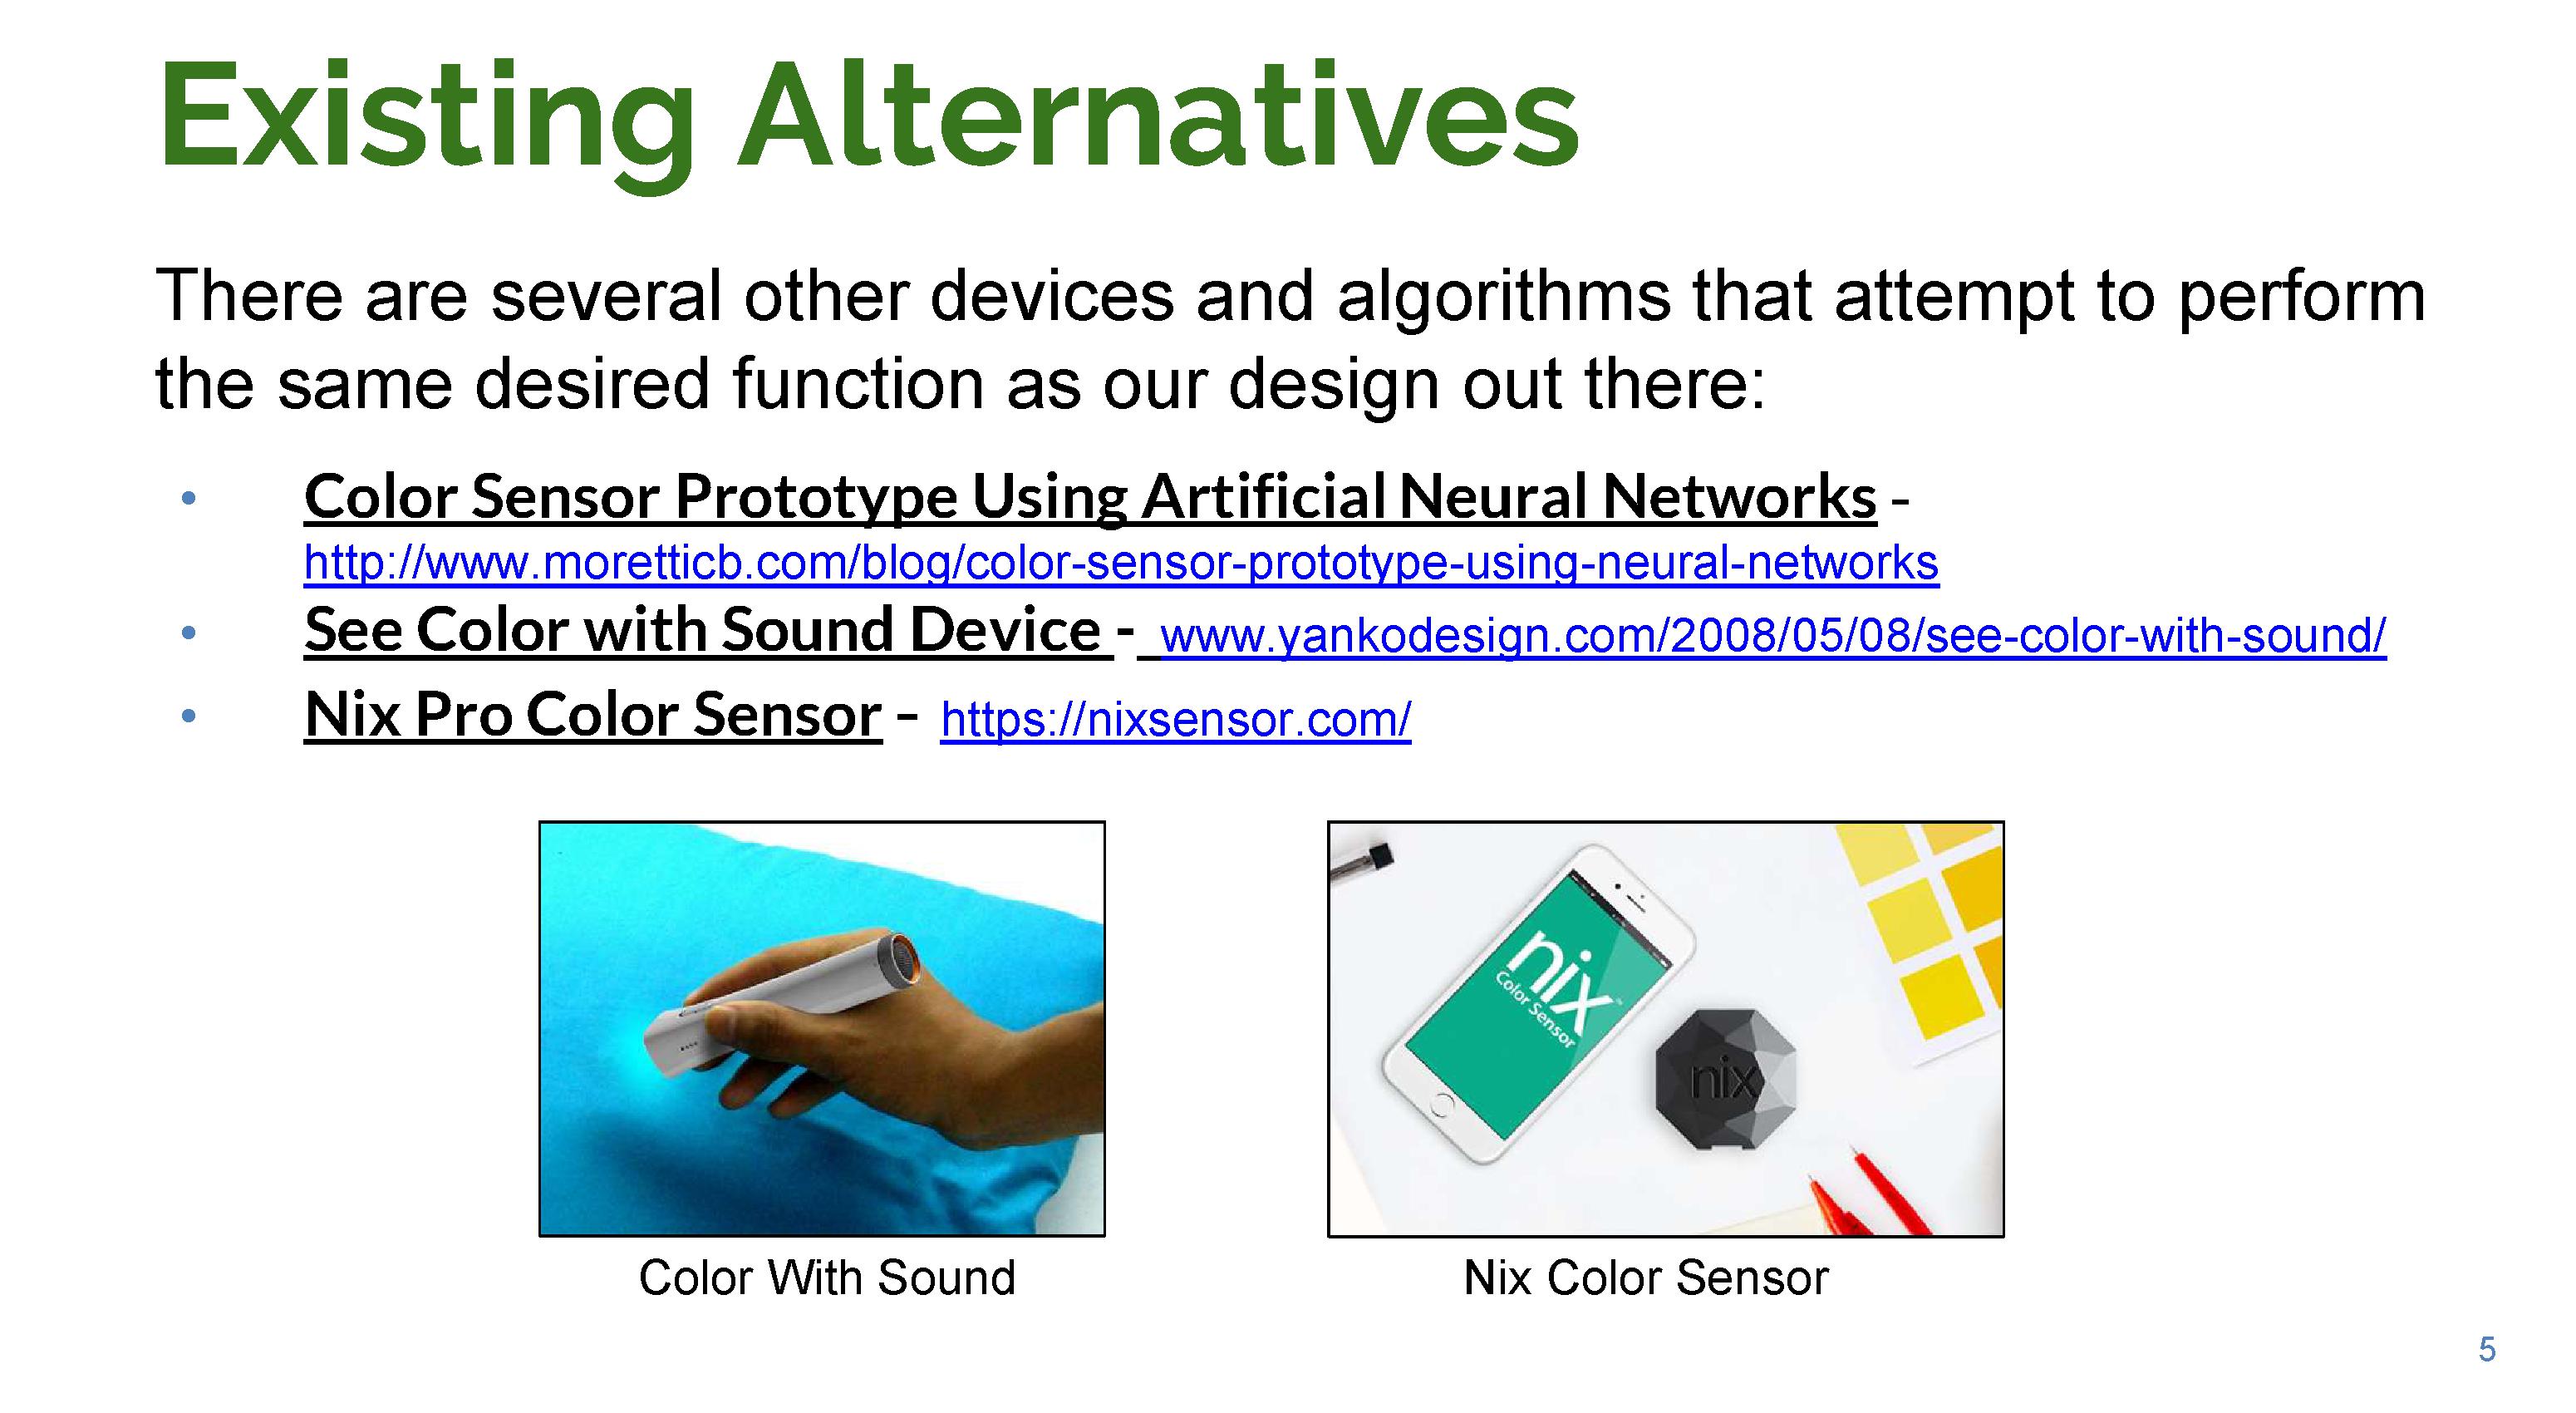 Existing Alternatives
There are several other devices and algorithms that attempt to perform
the same desired function as our design out there:
• Color Sensor Prototype Using Artificial Neural Networks -
http://www.moretticb.com/blog/color-sensor-prototype-using-neural-networks
• See Color with Sound Device - www.yankodesign.com/2008/05/08/see-color-with-sound/
• Nix Pro Color Sensor - https://nixsensor.com/
nix
Color Sensor
nix
Color With Sound
Nix Color Sensor
5